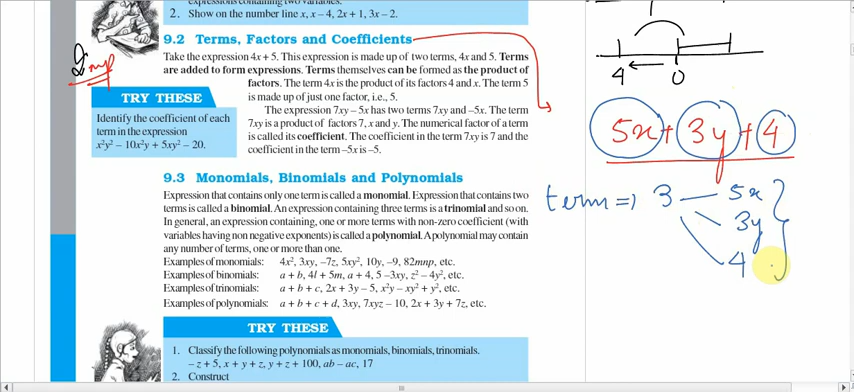 expressions containing two variables.
2. Show on the number line x, x – 4, 2x + 1, 3x – 2.
9.2 Terms, Factors and Coefficients
Take the expression 4x + 5. This expression is made up of two terms, 4x and 5. Terms
are added to form expressions. Terms themselves can be formed as the product of
factors. The term 4x is the product of its factors 4 and x. The term 5
is made up of just one factor, i.e., 5.
The expression 7xy – 5x has two terms 7xy and –5x. The term
7xy is a product of factors 7, x and y. The numerical factor of a term
is called its coefficient. The coefficient in the term 7xy is 7 and the
coefficient in the term –5x is –5.
Imp
TRY THESE
Identify the coefficient of each
term in the expression
x²y² – 10x²y + 5xy² – 20.
9.3 Monomials, Binomials and Polynomials
Expression that contains only one term is called a monomial. Expression that contains two
terms is called a binomial. An expression containing three terms is a trinomial and so on.
In general, an expression containing, one or more terms with non-zero coefficient (with
variables having non negative exponents) is called a polynomial. A polynomial may contain
any number of terms, one or more than one.
Examples of monomials: 4x², 3xy, –7z, 5xy², 10y, –9, 82mnp, etc.
Examples of binomials: a + b, 4l + 5m, a + 4, 5 –3xy, z² – 4y², etc.
Examples of trinomials: a + b + c, 2x + 3y – 5, x²y – xy² + y², etc.
Examples of polynomials: a + b + c + d, 3xy, 7xyz – 10, 2x + 3y + 7z, etc.
TRY THESE
1. Classify the following polynomials as monomials, binomials, trinomials.
– z + 5, x + y + z, y + z + 100, ab – ac, 17
2. Construct
4 0
5x + 3y + 4
term => 3 — 5x
3y
4